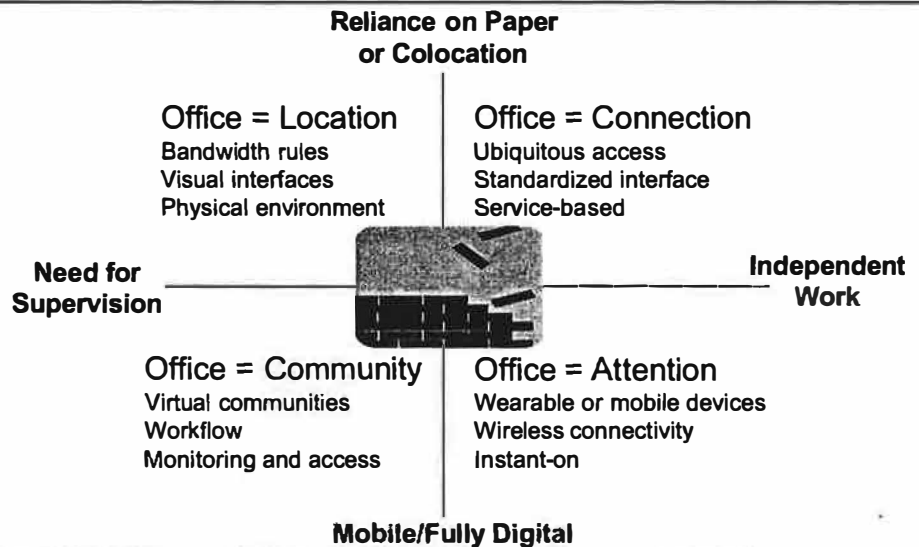 Reliance on Paper
or Colocation
Office = Location
Bandwidth rules
Visual interfaces
Physical environment
Office = Connection
Ubiquitous access
Standardized interface
Service-based
Need for
Supervision
Independent
Work
Office = Community
Virtual communities
Workflow
Monitoring and access
Office = Attention
Wearable or mobile devices
Wireless connectivity
Instant-on
Mobile/Fully Digital